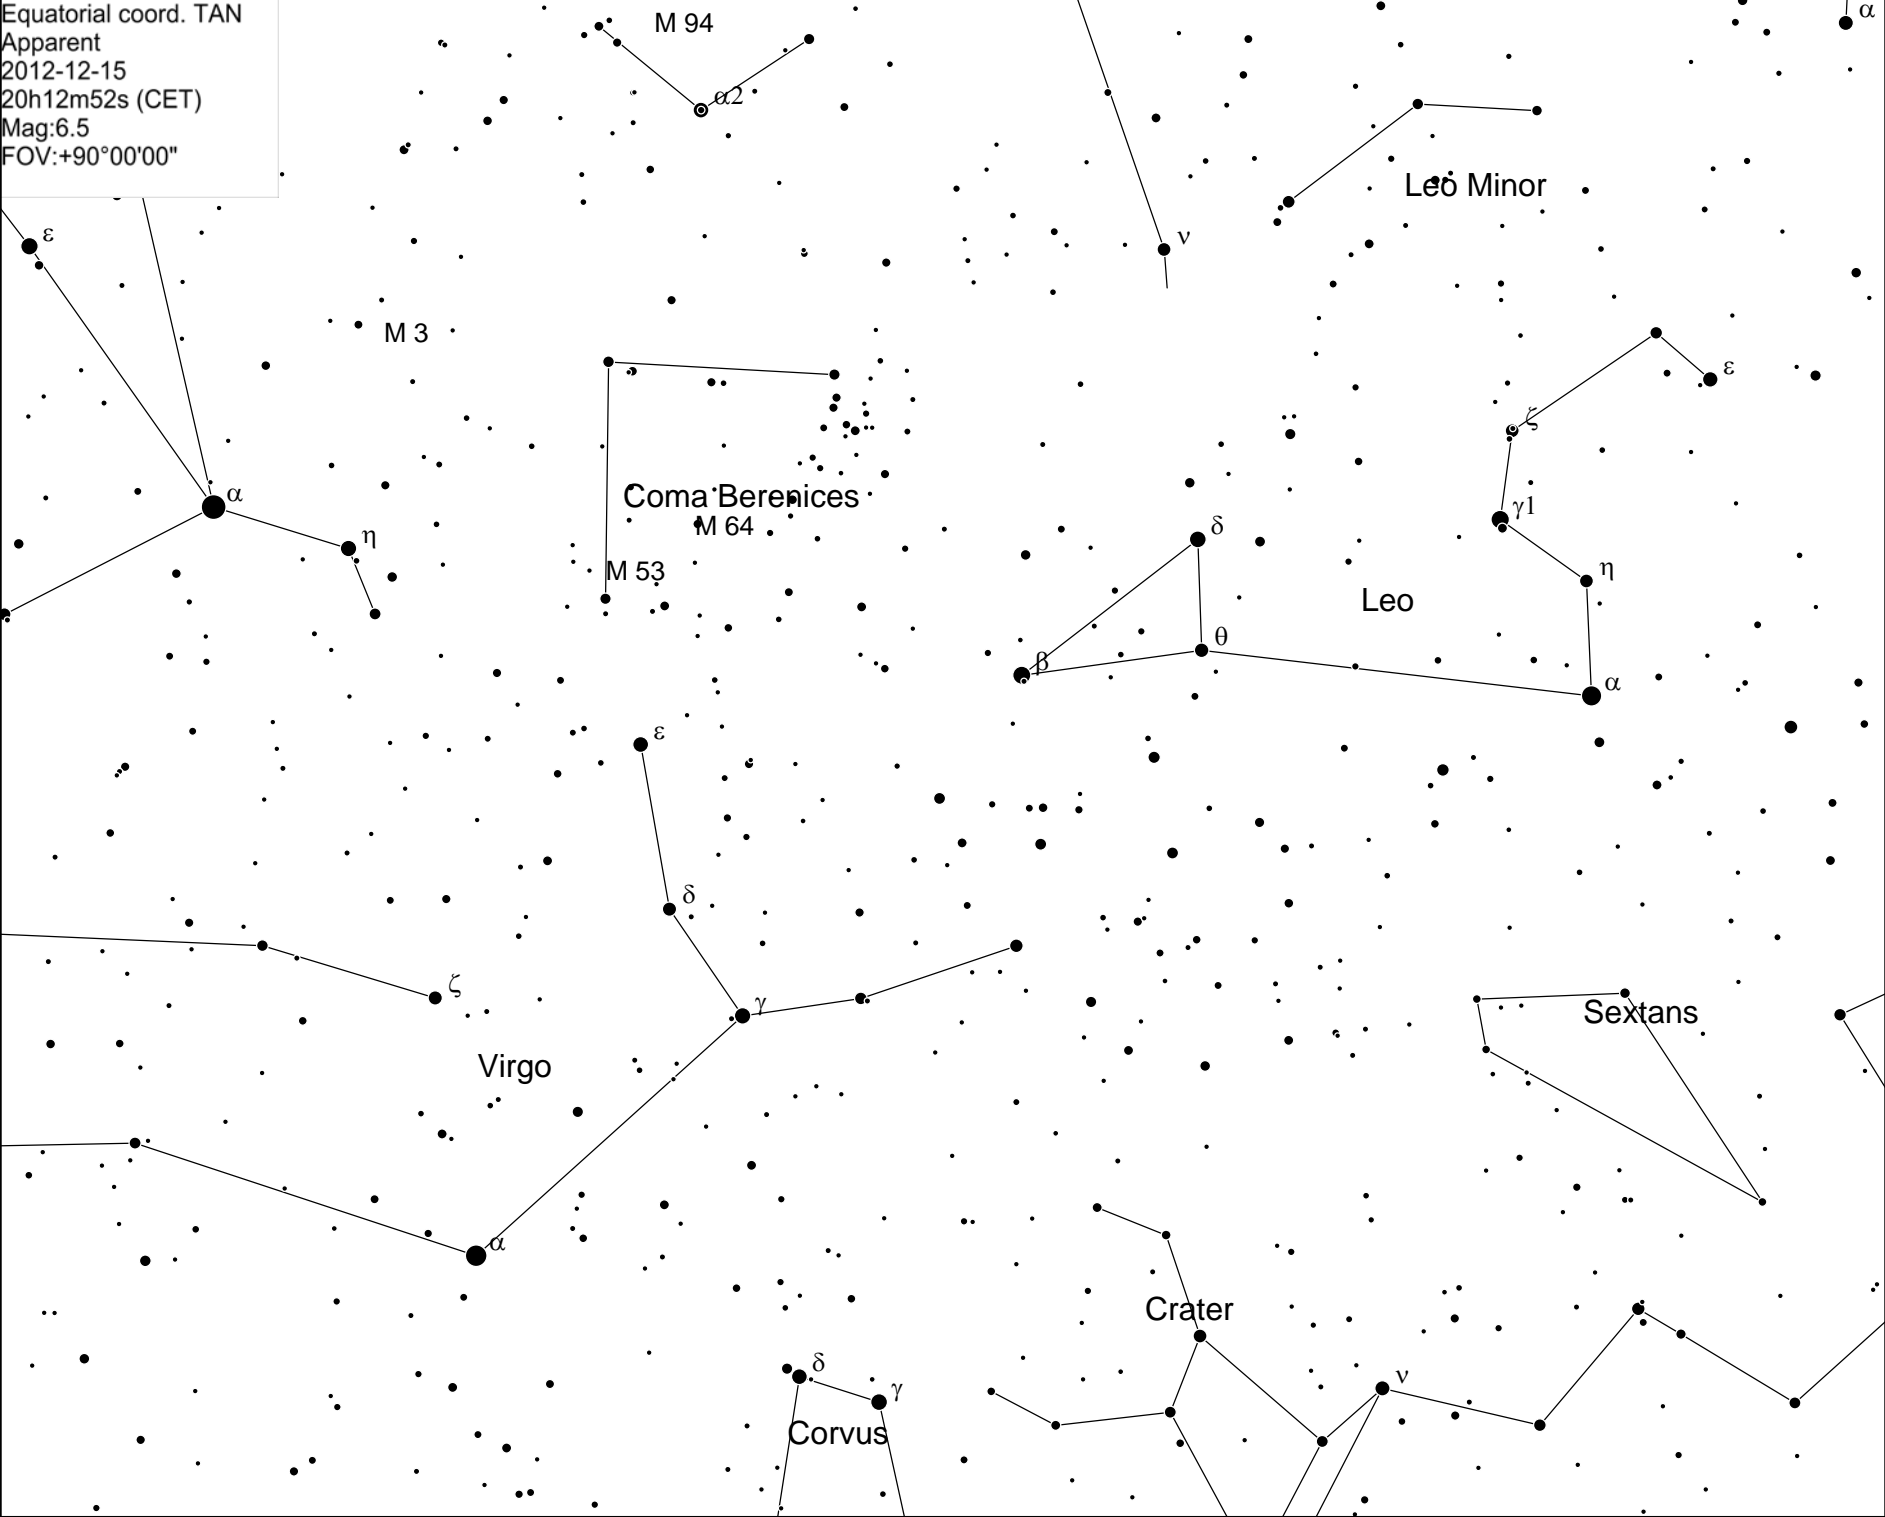 Equatorial coord. TAN
Apparent
2012-12-15
20h12m52s (CET)
Mag:6.5
FOV:+90°00'00"
M 94
α
α2
Leo Minor
ε
ν
M 3
ε
ζ
α
Coma Berenices
γ1
M 64
δ
η
M 53
η
Leo
θ
β
α
ε
δ
ζ
γ
Sextans
Virgo
α
Crater
δ
ν
γ
Corvus